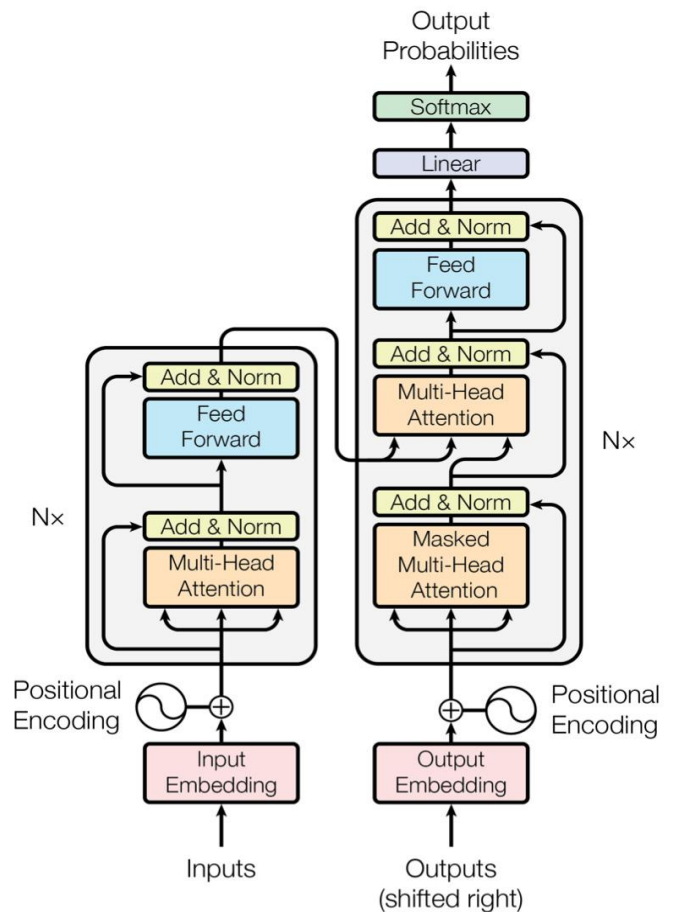 Output
Probabilities
Softmax
Linear
Add & Norm
Feed
Forward
Add & Norm
Multi-Head
Attention
Add & Norm
Masked
Multi-Head
Attention
N×
Add & Norm
Feed
Forward
Add & Norm
Multi-Head
Attention
N×
Positional
Encoding
Positional
Encoding
Input
Embedding
Output
Embedding
Inputs
Outputs
(shifted right)